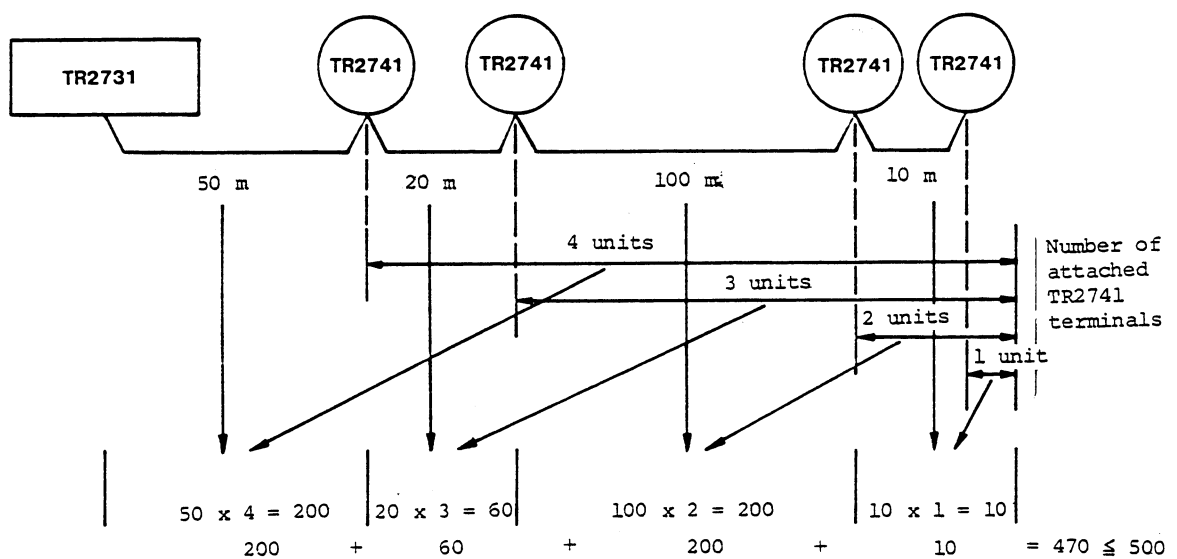 TR2731
TR2741
TR2741
TR2741
TR2741
50 m
20 m
100 m
10 m
4 units
3 units
2 units
1 unit
Number of
attached
TR2741
terminals
50 x 4 = 200
20 x 3 = 60
100 x 2 = 200
10 x 1 = 10
200 + 60 + 200 + 10 = 470 ≦ 500